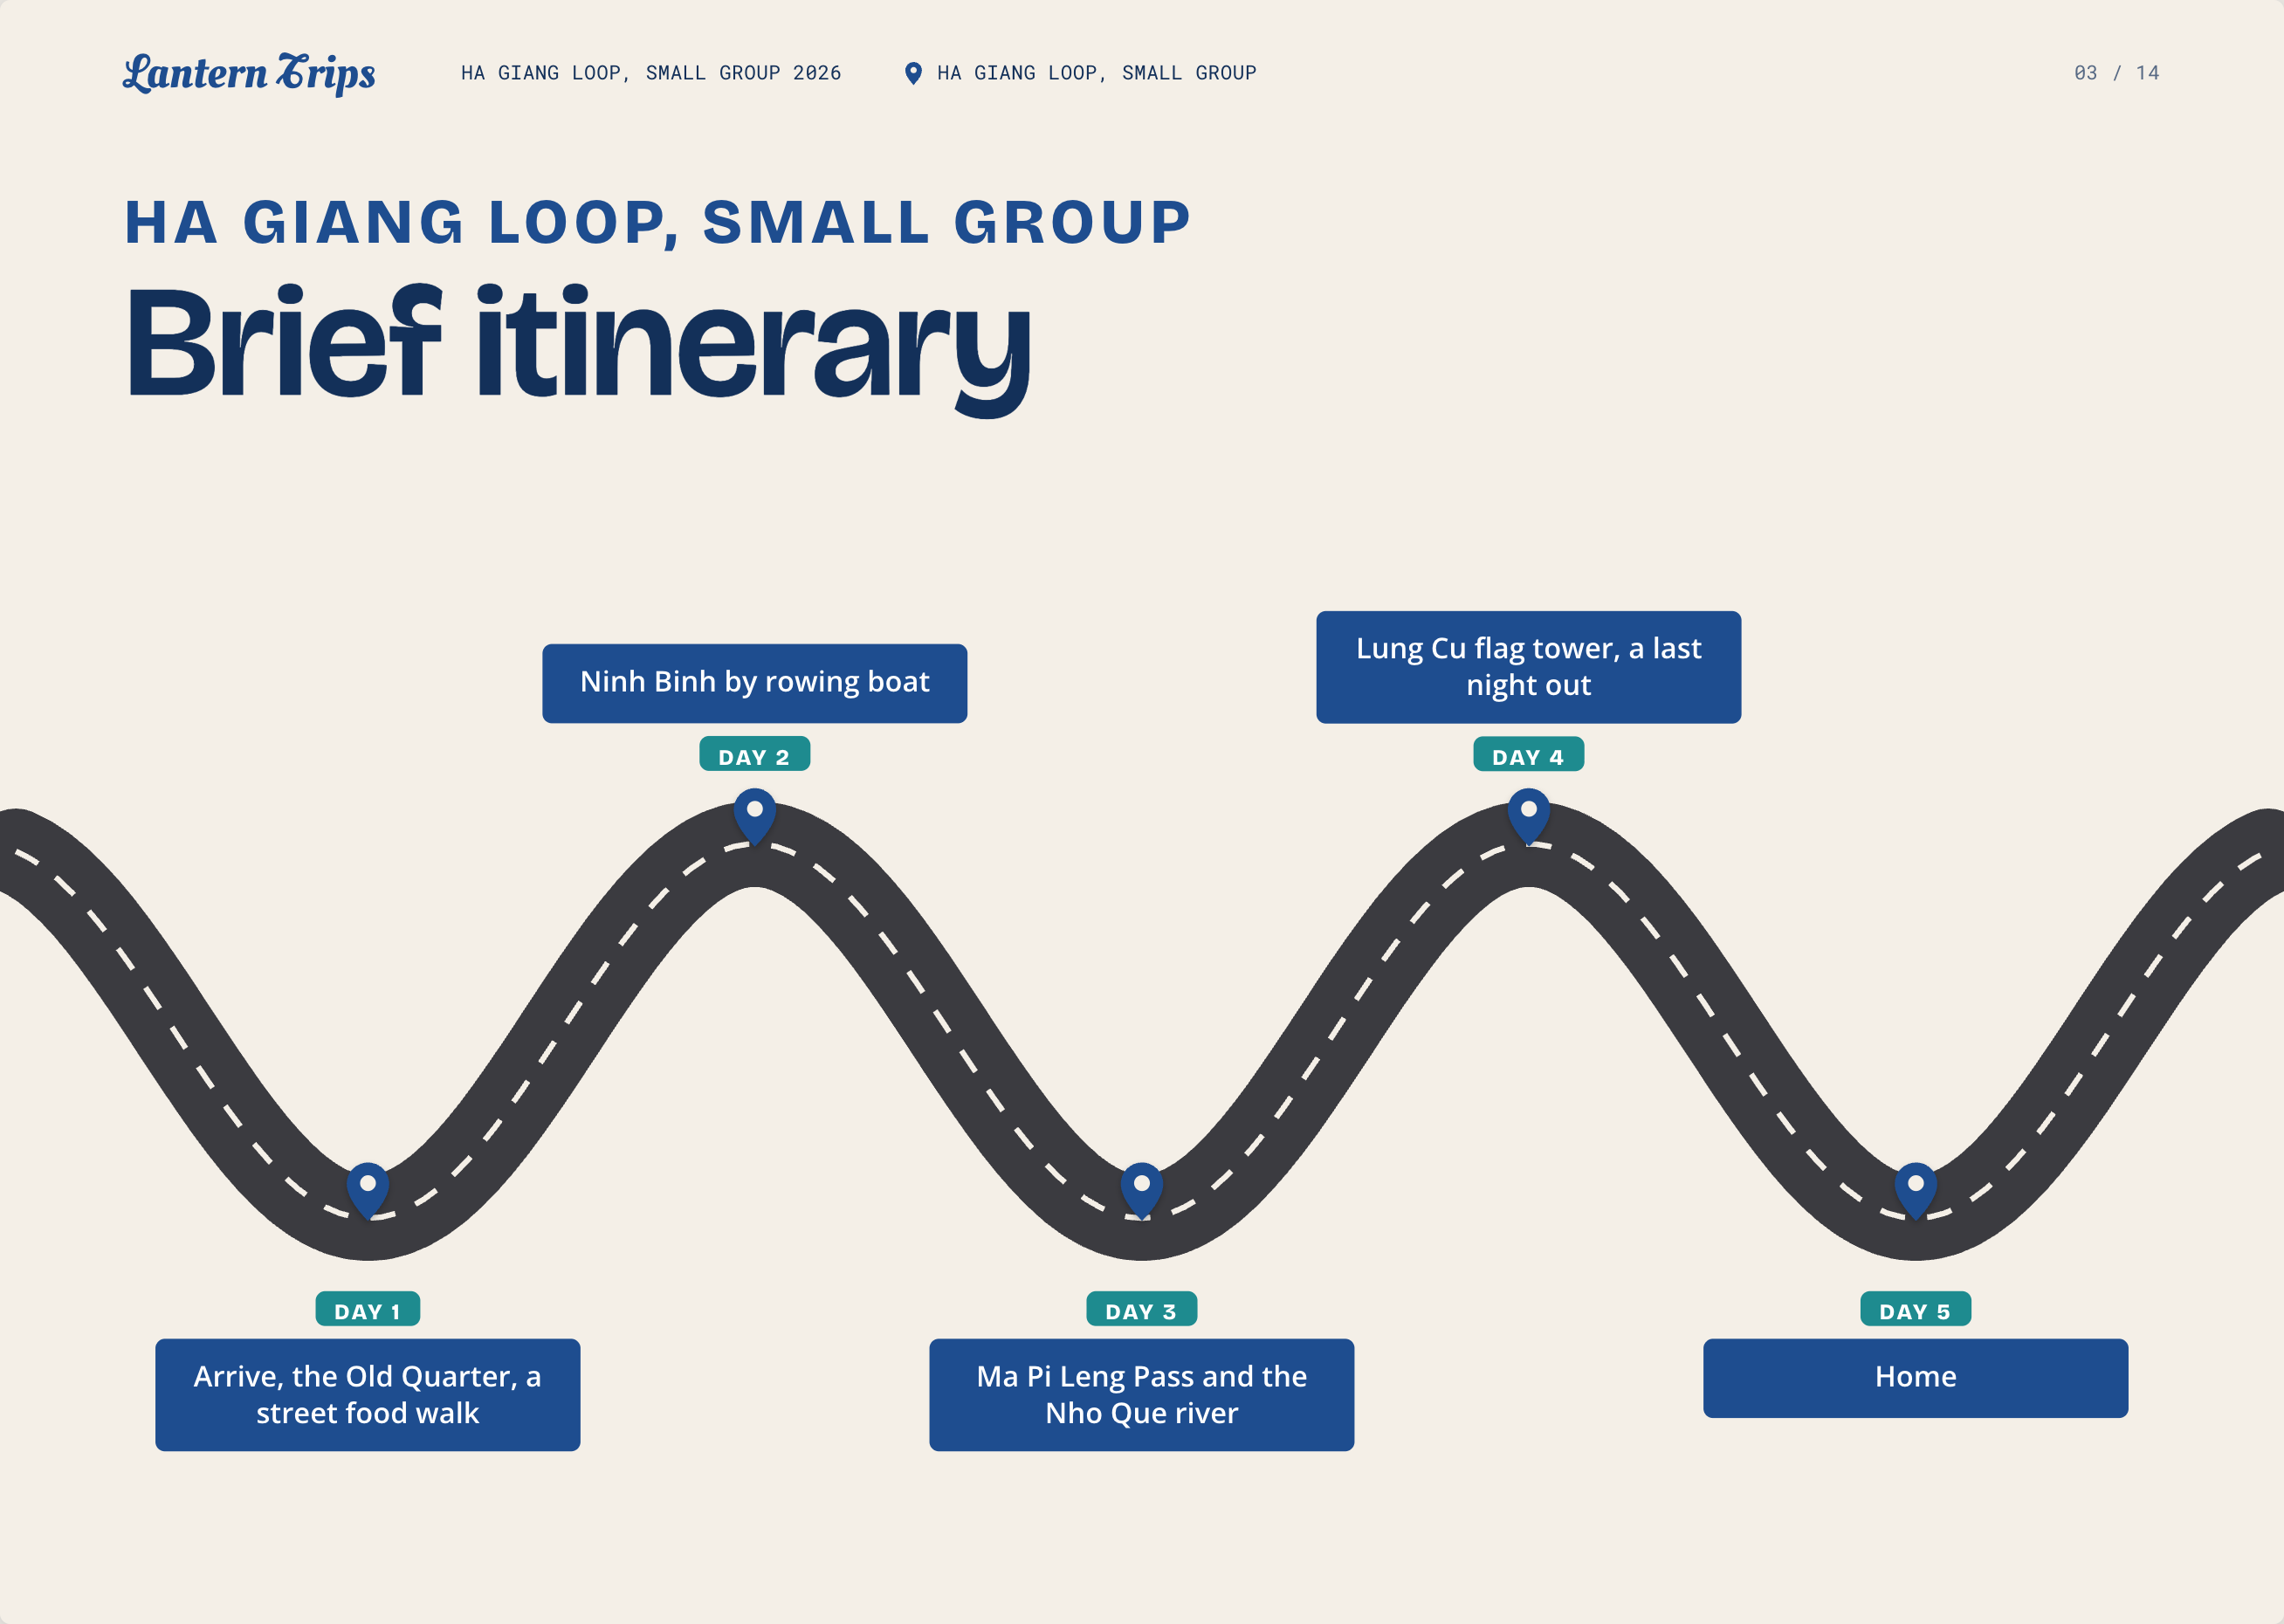 Lantern Trips
HA GIANG LOOP, SMALL GROUP 2026
HA GIANG LOOP, SMALL GROUP
03 / 14
HA GIANG LOOP, SMALL GROUP
Brief itinerary
DAY 1
Arrive, the Old Quarter, a
street food walk
Ninh Binh by rowing boat
DAY 2
DAY 3
Ma Pi Leng Pass and the
Nho Que river
Lung Cu flag tower, a last
night out
DAY 4
DAY 5
Home